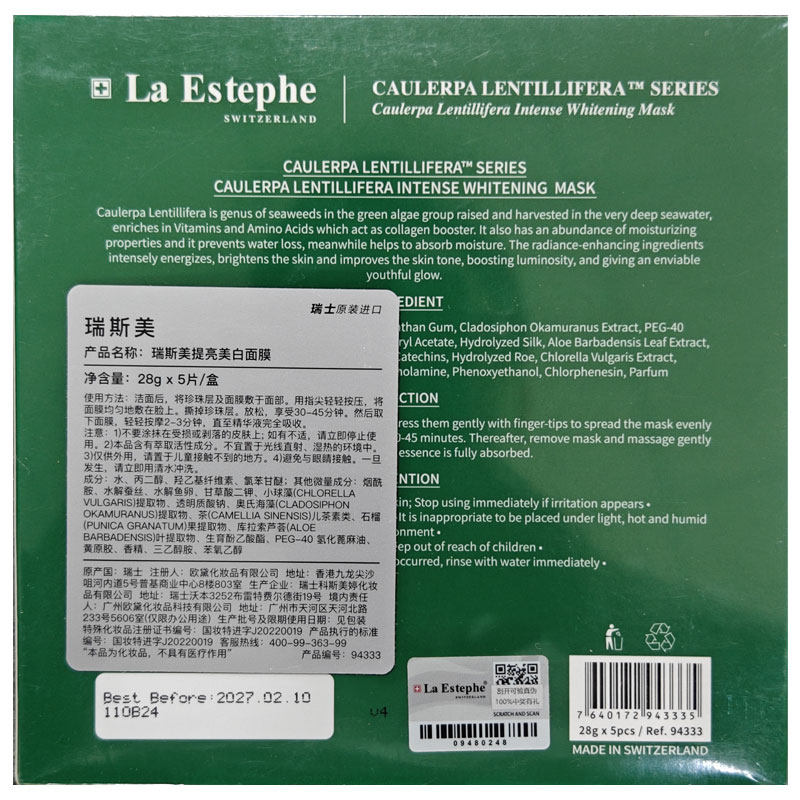 La Estephe
SWITZERLAND
CAULERPA LENTILLIFERA™ SERIES
Caulerpa Lentillifera Intense Whitening Mask
CAULERPA LENTILLIFERA™ SERIES
CAULERPA LENTILLIFERA INTENSE WHITENING MASK
Caulerpa Lentillifera is genus of seaweeds in the green algae group raised and harvested in the very deep seawater,
enriches in Vitamins and Amino Acids which act as collagen booster. It also has an abundance of moisturizing
properties and it prevents water loss, meanwhile helps to absorb moisture. The radiance-enhancing ingredients
intensely energizes, brightens the skin and improves the skin tone, boosting luminosity, and giving an enviable
youthful glow.
EDIENT
nthan Gum, Cladosiphon Okamuranus Extract, PEG-40
ryl Acetate, Hydrolyzed Silk, Aloe Barbadensis Leaf Extract,
Catechins, Hydrolyzed Roe, Chlorella Vulgaris Extract,
nolamine, Phenoxyethanol, Chlorphenesin, Parfum
CTION
ress them gently with finger-tips to spread the mask evenly
0-45 minutes. Thereafter, remove mask and massage gently
essence is fully absorbed.
ENTION
kin; Stop using immediately if irritation appears •
It is inappropriate to be placed under light, hot and humid
onment •
eep out of reach of children •
occurred, rinse with water immediately •
瑞士原装进口
瑞斯美
产品名称：瑞斯美提亮美白面膜
净含量：28g x 5片/盒
使用方法：洁面后，将珍珠层及面膜敷于面部。用指尖轻轻按压，将
面膜均匀地敷在脸上。撕掉珍珠层。放松，享受30-45分钟。然后取
下面膜，轻轻按摩2-3分钟，直至精华液完全吸收。
注意：1)不要涂抹在受损或剥落的皮肤上；如有不适，请立即停止使
用。2)本品含有萃取活性成分。不宜置于光线直射、湿热的环境中。
3)仅供外用，请置于儿童接触不到的地方。4)避免与眼睛接触。一旦
发生，请立即用清水冲洗。
成分：水、丙二醇、羟乙基纤维素、氯苯甘醚；其他微量成分：烟酰
胺、水解蚕丝、水解鱼卵、甘草酸二钾、小球藻(CHLORELLA
VULGARIS)提取物、透明质酸钠、奥氏海藻(CLADOSIPHON
OKAMURANUS)提取物、茶(CAMELLIA SINENSIS)儿茶素类、石榴
(PUNICA GRANATUM)果提取物、库拉索芦荟(ALOE
BARBADENSIS)叶提取物、生育酚乙酸酯、PEG-40 氢化蓖麻油、
黄原胶、香精、三乙醇胺、苯氧乙醇
原产国：瑞士 注册人：欧黛化妆品有限公司 地址：香港九龙尖沙
咀河内道5号普基商业中心8楼803室 生产企业：瑞士科斯美婷化妆
品有限公司 地址：瑞士沃本3252布雷特费尔德街19号 境内责任
人：广州欧黛化妆品科技有限公司 地址：广州市天河区天河北路
233号5606室(仅限办公用途) 生产批号及限期使用日期：见包装
特殊化妆品注册证书编号：国妆特进字J20220019 产品执行的标准
编号：国妆特进字J20220019 客服热线：400-99-363-99
“本品为化妆品，不具有医疗作用” 产品编号：94333
Best Before:2027.02.10
110B24
04
La Estephe®
SWITZERLAND
刮开可验真伪
100%中奖有礼
SCRATCH AND SCAN
09480248
7 640172 943335
28g x 5pcs / Ref. 94333
MADE IN SWITZERLAND